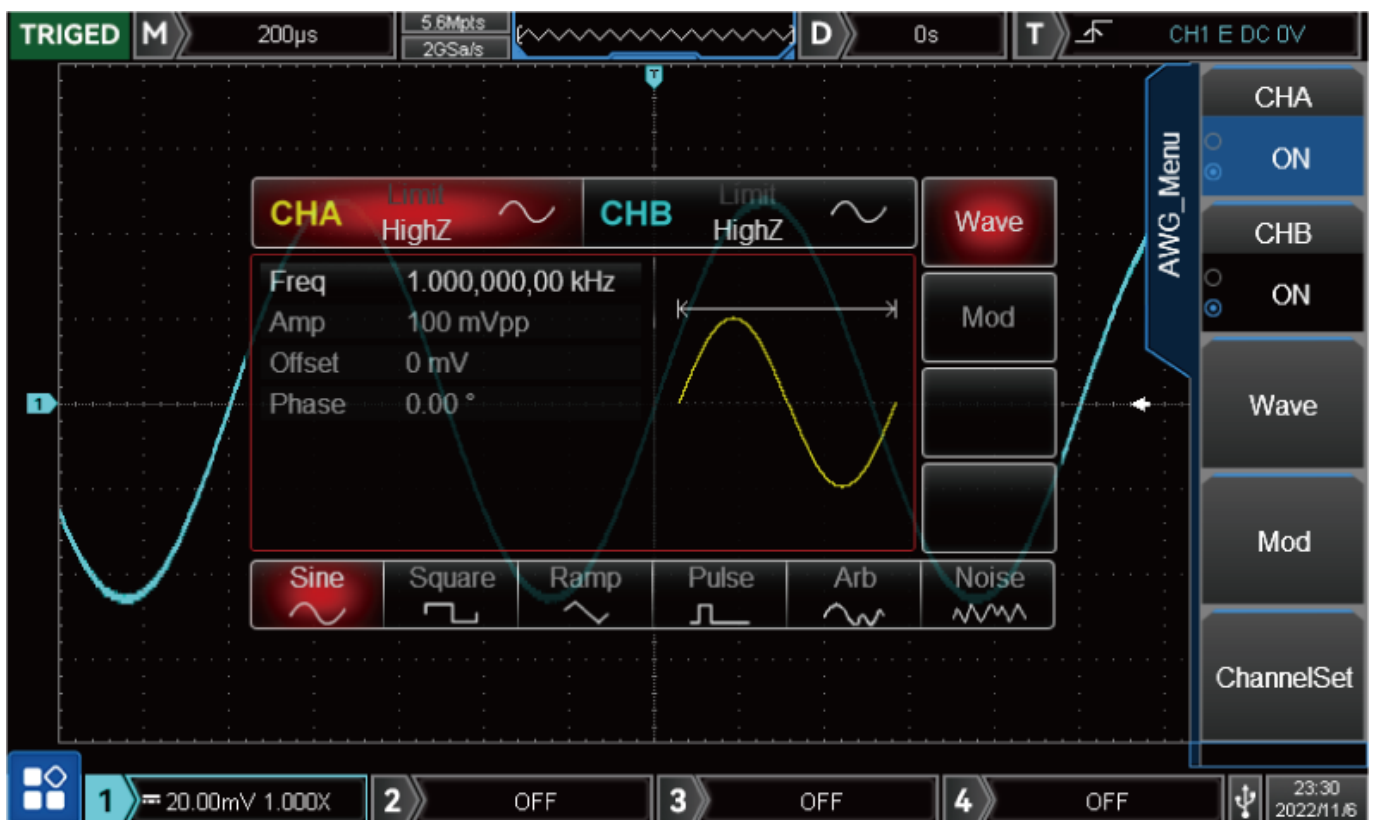 TRIGED M 200µs 5.6Mpts D 0s T CH1 E DC 0V
2GSa/s
T
CHA
ON
AWG_Menu
CHB
ON
Wave
Mod
ChannelSet
CHA Limit HighZ CHB Limit HighZ Wave
Freq 1.000,000,00 kHz
Amp 100 mVpp
Offset 0 mV
Phase 0.00 °
Mod
1
Sine Square Ramp Pulse Arb Noise
1 20.00mV 1.000X 2 OFF 3 OFF 4 OFF 23:30
2022/11/6